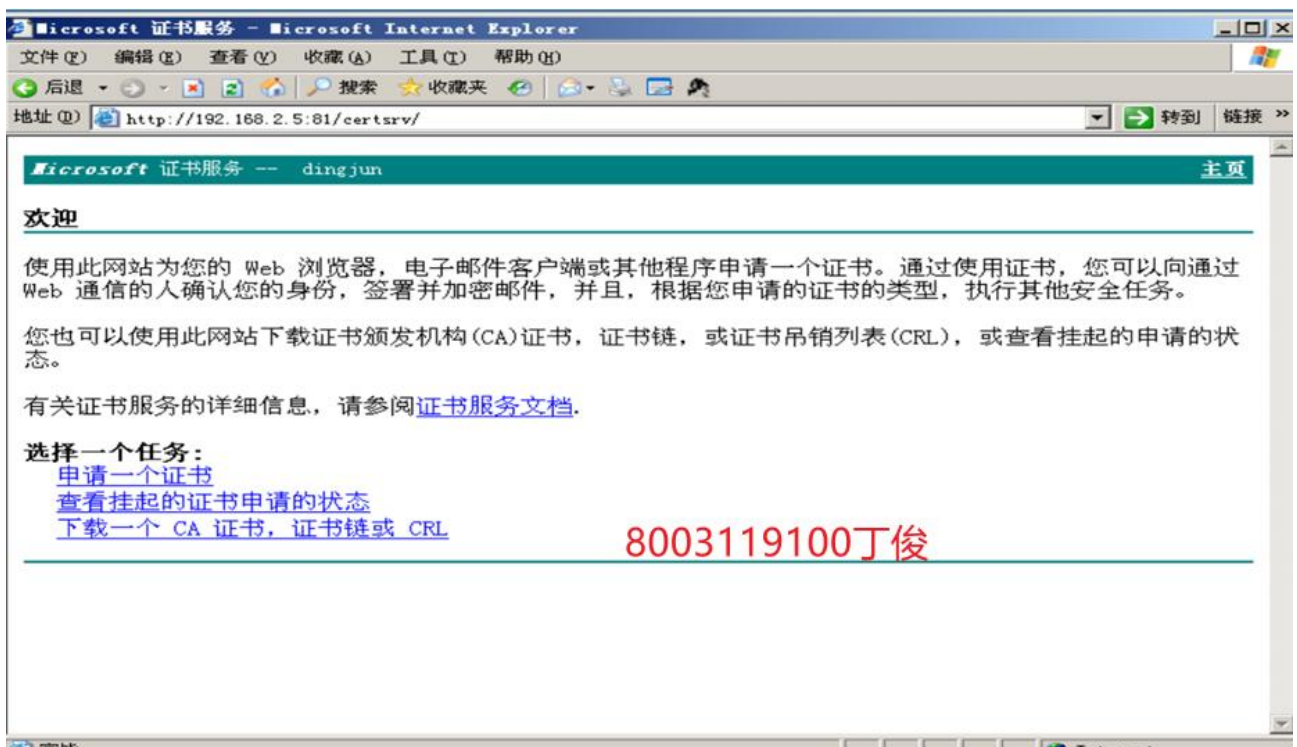 Microsoft 证书服务 - Microsoft Internet Explorer
文件(F) 编辑(E) 查看(V) 收藏(A) 工具(T) 帮助(H)
后退 搜索 收藏夹
地址(D) http://192.168.2.5:81/certsrv/ 转到 链接 »
Microsoft 证书服务 -- dingjun 主页
欢迎
使用此网站为您的 Web 浏览器，电子邮件客户端或其他程序申请一个证书。通过使用证书，您可以向通过
Web 通信的人确认您的身份，签署并加密邮件，并且，根据您申请的证书的类型，执行其他安全任务。
您也可以使用此网站下载证书颁发机构(CA)证书，证书链，或证书吊销列表(CRL)，或查看挂起的申请的状
态。
有关证书服务的详细信息，请参阅证书服务文档.
选择一个任务:
申请一个证书
查看挂起的证书申请的状态
下载一个 CA 证书，证书链或 CRL
8003119100丁俊